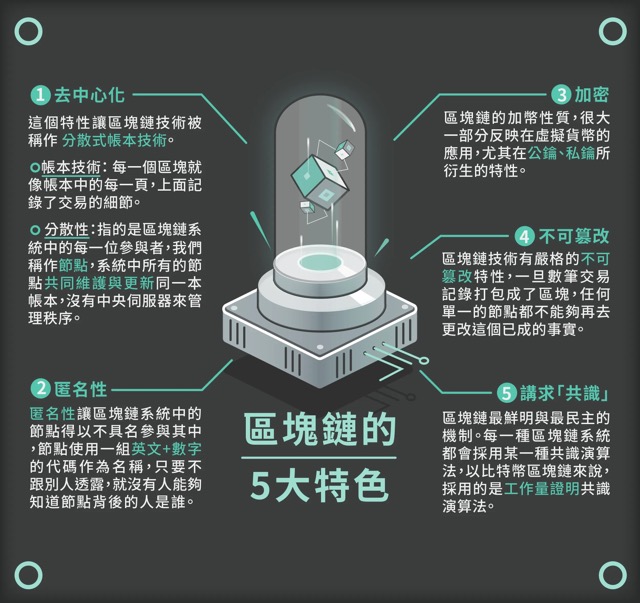 1 去中心化
這個特性讓區塊鏈技術被
稱作 分散式帳本技術。
帳本技術：每一個區塊就
像帳本中的每一頁，上面記
錄了交易的細節。
分散性：指的是區塊鏈系
統中的每一位參與者，我們
稱作節點，系統中所有的節
點共同維護與更新同一本
帳本，沒有中央伺服器來管
理秩序。
2 匿名性
匿名性讓區塊鏈系統中的
節點得以不具名參與其中
，節點使用一組英文+數字
的代碼作為名稱，只要不
跟別人透露，就沒有人能夠
知道節點背後的人是誰。
3 加密
區塊鏈的加幣性質，很大
一部分反映在虛擬貨幣的
應用，尤其在公鑰、私鑰所
衍生的特性。
4 不可篡改
區塊鏈技術有嚴格的不可
篡改特性，一旦數筆交易
記錄打包成了區塊，任何
單一的節點都不能夠再去
更改這個已成的事實。
5 講求「共識」
區塊鏈最鮮明與最民主的
機制。每一種區塊鏈系統
都會採用某一種共識演算
法，以比特幣區塊鏈來說，
採用的是工作量證明共識
演算法。
區塊鏈的
5大特色